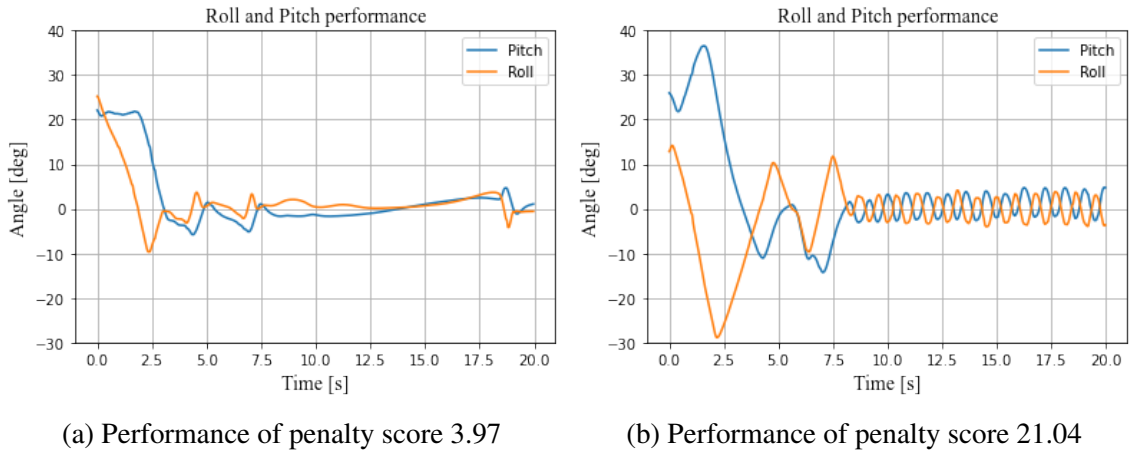 Roll and Pitch performance
Pitch
Roll
40
30
20
10
0
−10
−20
−30
Angle [deg]
0.0 2.5 5.0 7.5 10.0 12.5 15.0 17.5 20.0
Time [s]
(a) Performance of penalty score 3.97
Roll and Pitch performance
Pitch
Roll
40
30
20
10
0
−10
−20
−30
Angle [deg]
0.0 2.5 5.0 7.5 10.0 12.5 15.0 17.5 20.0
Time [s]
(b) Performance of penalty score 21.04